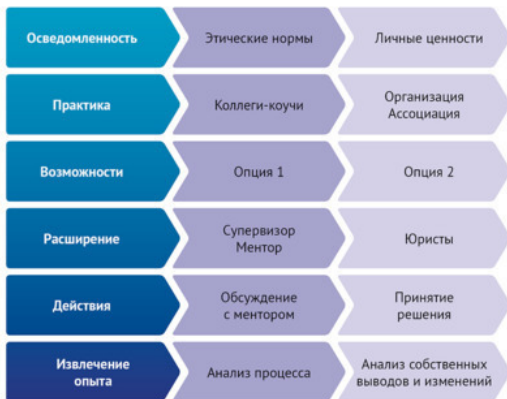 Осведомленность
Этические нормы
Личные ценности
Практика
Коллеги-коучи
Организация
Ассоциация
Возможности
Опция 1
Опция 2
Расширение
Супервизор
Ментор
Юристы
Действия
Обсуждение
с ментором
Принятие
решения
Извлечение
опыта
Анализ процесса
Анализ собственных
выводов и изменений